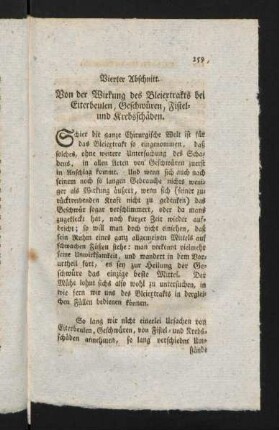 159
Vierter Abschnitt.
Von der Wirkung des Bleiertrakts bei
Eiterbeulen, Geschwüren, Fistel-
und Krebsschäden.
Schier die ganze Chirurgische Welt ist für
das Bleiertrakt so eingenommen, daß
solches, ohne weitere Untersuchung des Scha-
dens, in allen Arten von Geschwüren zuerst
in Anschlag kommt. Und wenn sich auch nach
seinem noch so langen Gebrauche nichts weni-
ger als Wirkung äußert, wenn sich (seiner zu-
rücktreibenden Kraft nicht zu gedenken) das
Geschwür sogar verschlimmert, oder da man's
zugeheilt hat, nach kurzer Zeit wieder auf-
bricht; so will man doch nicht einsehen, daß
sein Ruhm eines ganz allgemeinen Mittels auf
schwachen Füßen stehe: man verkennt vielmehr
seine Unwirksamkeit, und wandert in dem Vor-
urtheil fort, es sey zur Heilung der Ge-
schwüre das einzige beste Mittel. Der
Mühe lohnt sichs also wohl zu untersuchen, in
wie fern wir uns des Bleiertrakts in derglei-
chen Fällen bedienen können.
So lang wir nicht einerlei Ursachen von
Eiterbeulen, Geschwüren, von Fistel- und Krebs-
schäden annehmen, so lang verschiedne Um-
stände